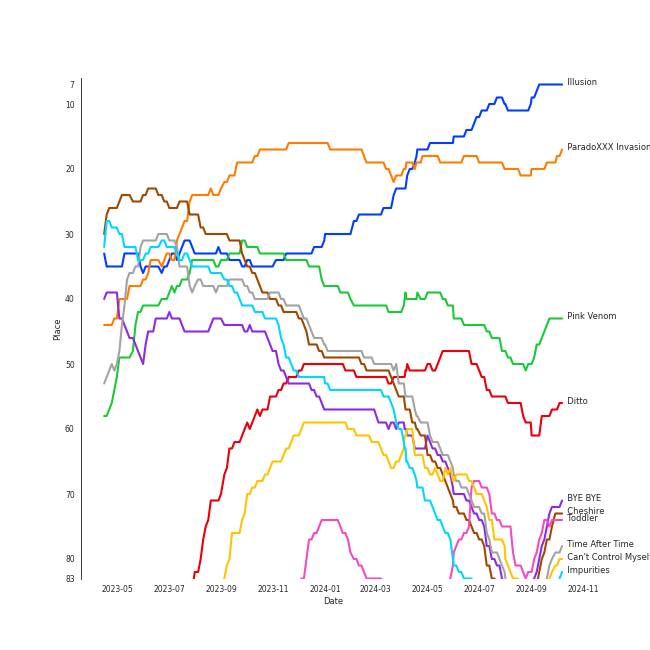 7
10
20
30
40
50
60
70
80
83
Place
Illusion
ParadoXXX Invasion
Pink Venom
Ditto
BYE BYE
Cheshire
Toddler
Time After Time
Can't Control Mysel
Impurities
2023-05
2023-07
2023-09
2023-11
2024-01
2024-03
2024-05
2024-07
2024-09
2024-11
Date